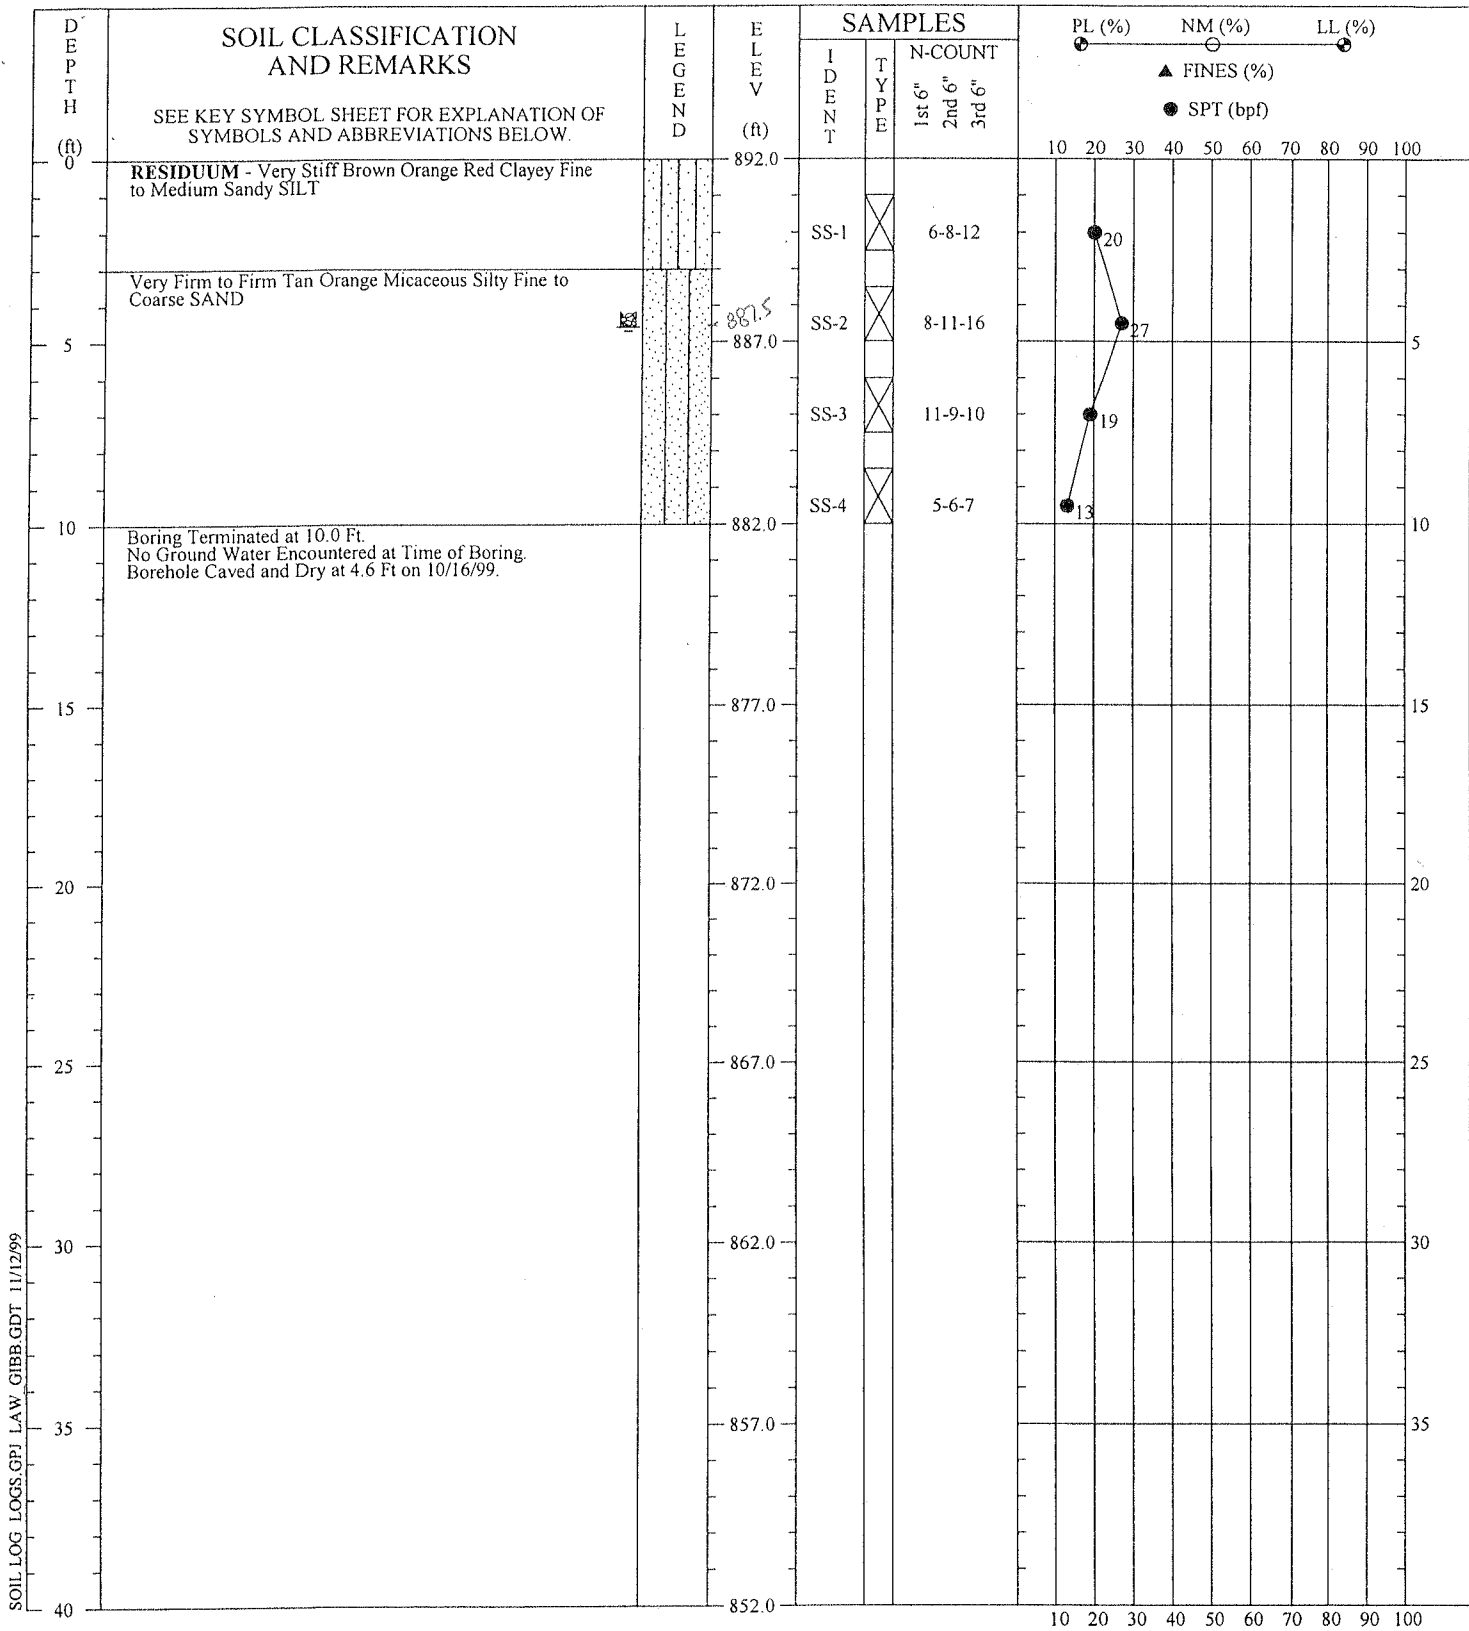 DEPTH (ft)
SOIL CLASSIFICATION
AND REMARKS
SEE KEY SYMBOL SHEET FOR EXPLANATION OF
SYMBOLS AND ABBREVIATIONS BELOW.
LEGEND
ELEV (ft)
SAMPLES
IDENT
TYPE
N-COUNT
1st 6"
2nd 6"
3rd 6"
PL (%) NM (%) LL (%)
▲ FINES (%)
● SPT (bpf)
10 20 30 40 50 60 70 80 90 100
0
RESIDUUM - Very Stiff Brown Orange Red Clayey Fine
to Medium Sandy SILT
892.0
SS-1 6-8-12 20
Very Firm to Firm Tan Orange Micaceous Silty Fine to
Coarse SAND
887.5
SS-2 8-11-16 27
5 887.0 5
SS-3 11-9-10 19
SS-4 5-6-7 13
10 882.0 10
Boring Terminated at 10.0 Ft.
No Ground Water Encountered at Time of Boring.
Borehole Caved and Dry at 4.6 Ft on 10/16/99.
15 877.0 15
20 872.0 20
25 867.0 25
30 862.0 30
35 857.0 35
40 852.0
10 20 30 40 50 60 70 80 90 100
SOIL LOG LOGS.GPJ LAW_GIBB.GDT 11/12/99